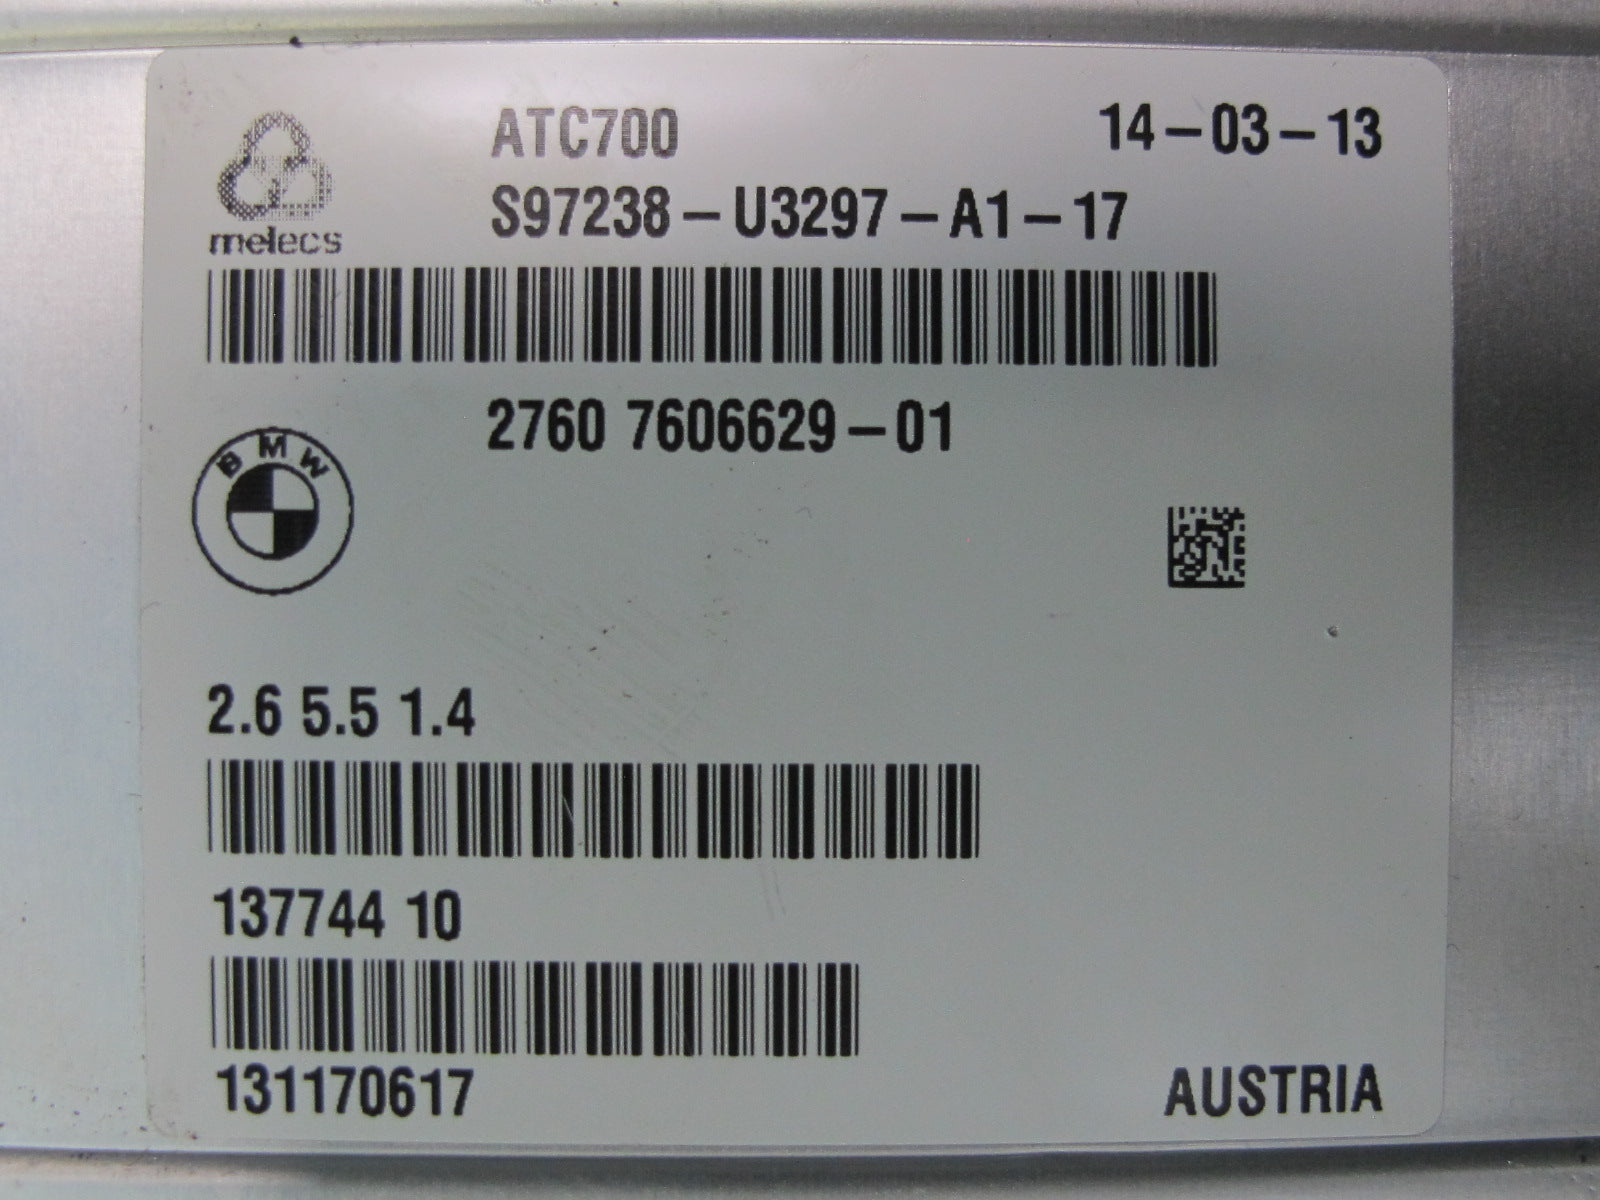 ATC700 14-03-13
S97238-U3297-A1-17
melecs
2760 7606629-01
BMW
2.6 5.5 1.4
137744 10
131170617
AUSTRIA